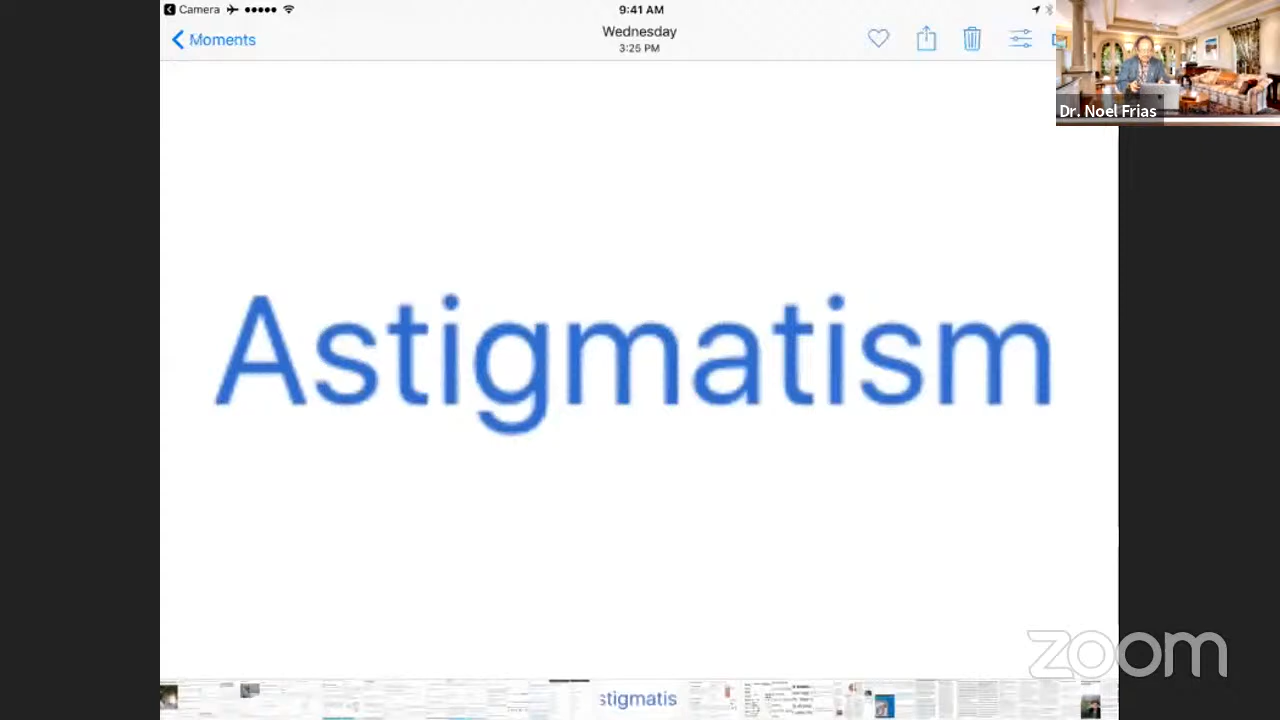 Camera
9:41 AM
Moments
Wednesday
3:25 PM
Dr. Noel Frias
Astigmatism
zoom
stigmatis